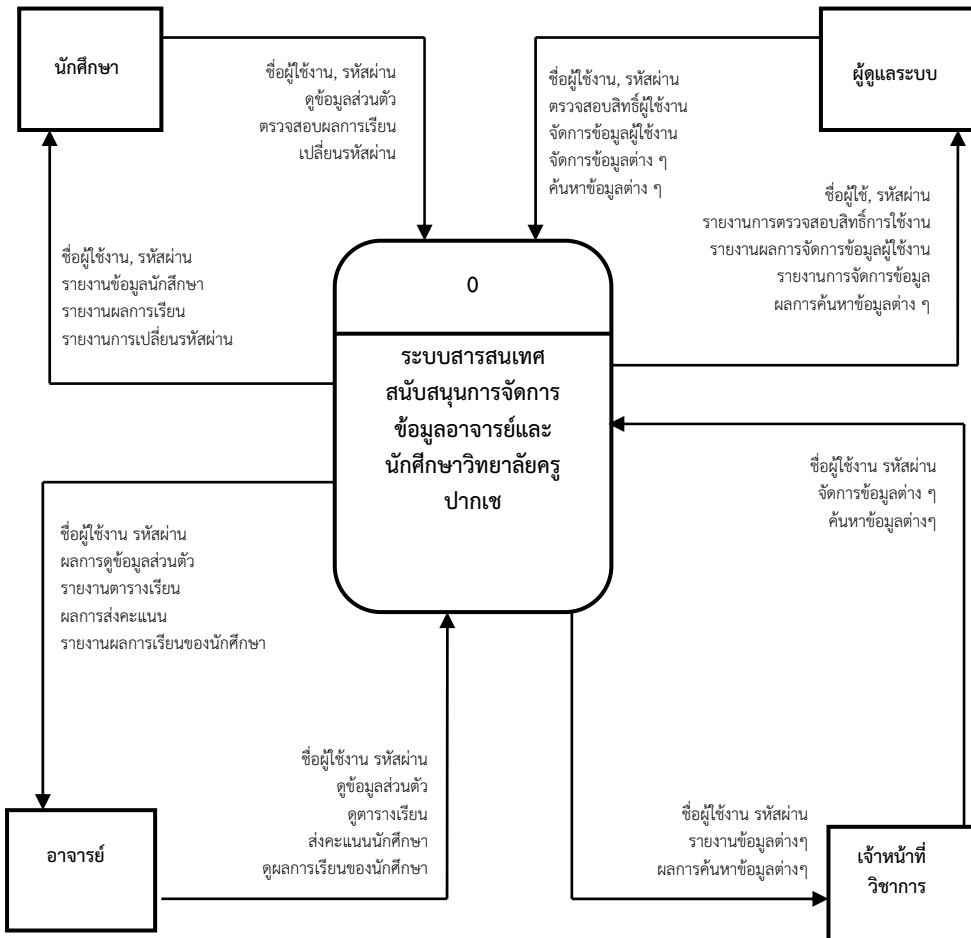 นักศึกษา
ชื่อผู้ใช้งาน, รหัสผ่าน
ดูข้อมูลส่วนตัว
ตรวจสอบผลการเรียน
เปลี่ยนรหัสผ่าน
ชื่อผู้ใช้งาน, รหัสผ่าน
ตรวจสอบสิทธิ์ผู้ใช้งาน
จัดการข้อมูลผู้ใช้งาน
จัดการข้อมูลต่าง ๆ
ค้นหาข้อมูลต่าง ๆ
ผู้ดูแลระบบ
ชื่อผู้ใช้, รหัสผ่าน
รายงานการตรวจสอบสิทธิ์การใช้งาน
รายงานผลการจัดการข้อมูลผู้ใช้งาน
รายงานการจัดการข้อมูล
ผลการค้นหาข้อมูลต่าง ๆ
ชื่อผู้ใช้งาน, รหัสผ่าน
รายงานข้อมูลนักสึกษา
รายงานผลการเรียน
รายงานการเปลี่ยนรหัสผ่าน
0
ระบบสารสนเทศ
สนับสนุนการจัดการ
ข้อมูลอาจารย์และ
นักศึกษาวิทยาลัยครู
ปากเซ
ชื่อผู้ใช้งาน รหัสผ่าน
จัดการข้อมูลต่าง ๆ
ค้นหาข้อมูลต่างๆ
ชื่อผู้ใช้งาน รหัสผ่าน
ผลการดูข้อมูลส่วนตัว
รายงานตารางเรียน
ผลการส่งคะแนน
รายงานผลการเรียนของนักศึกษา
ชื่อผู้ใช้งาน รหัสผ่าน
ดูข้อมูลส่วนตัว
ดูตารางเรียน
ส่งคะแนนนักศึกษา
ดูผลการเรียนของนักศึกษา
ชื่อผู้ใช้งาน รหัสผ่าน
รายงานข้อมูลต่างๆ
ผลการค้นหาข้อมูลต่างๆ
อาจารย์
เจ้าหน้าที่
วิชาการ